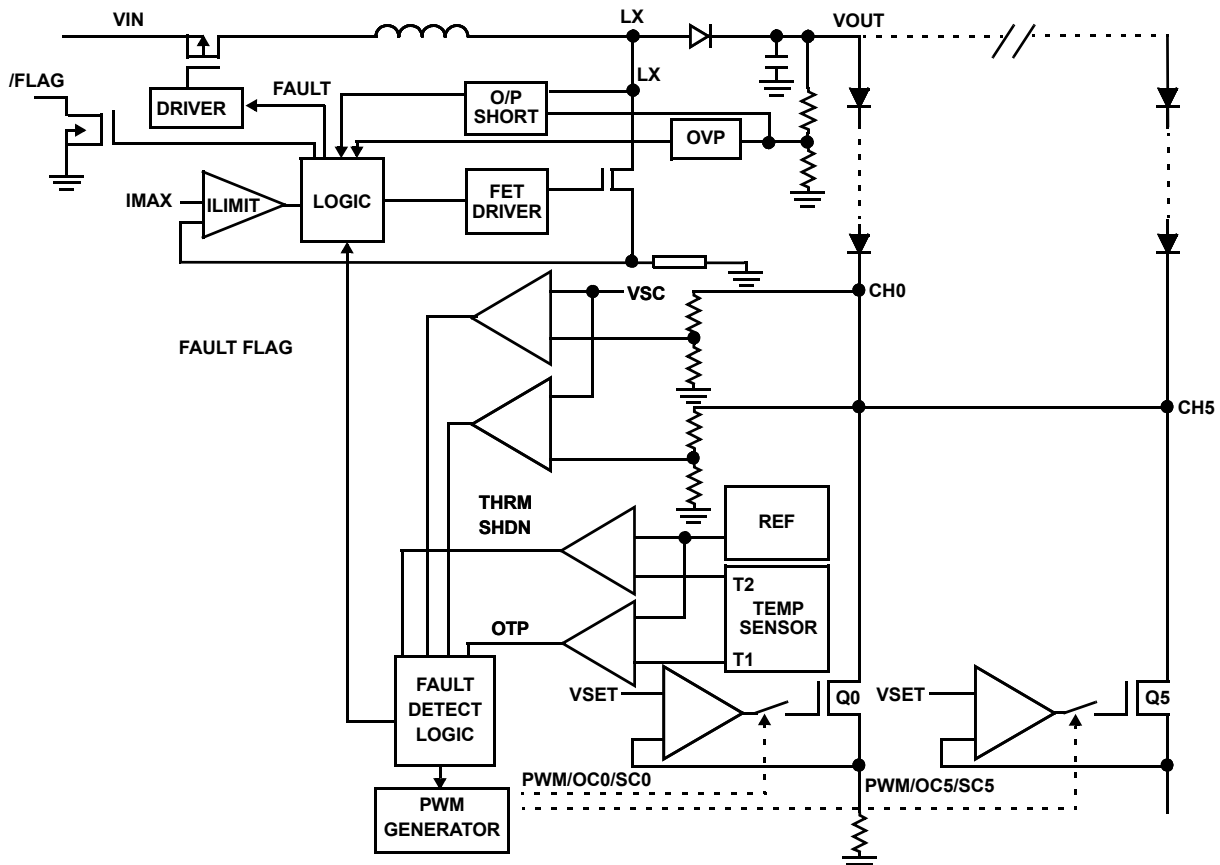 VIN
LX
VOUT
/FLAG
FAULT
LX
DRIVER
O/P
SHORT
OVP
IMAX
ILIMIT
LOGIC
FET
DRIVER
VSC
CH0
FAULT FLAG
CH5
THRM
SHDN
REF
T2
TEMP
SENSOR
OTP
T1
FAULT
DETECT
LOGIC
VSET
Q0
VSET
Q5
PWM/OC0/SC0
PWM/OC5/SC5
PWM
GENERATOR